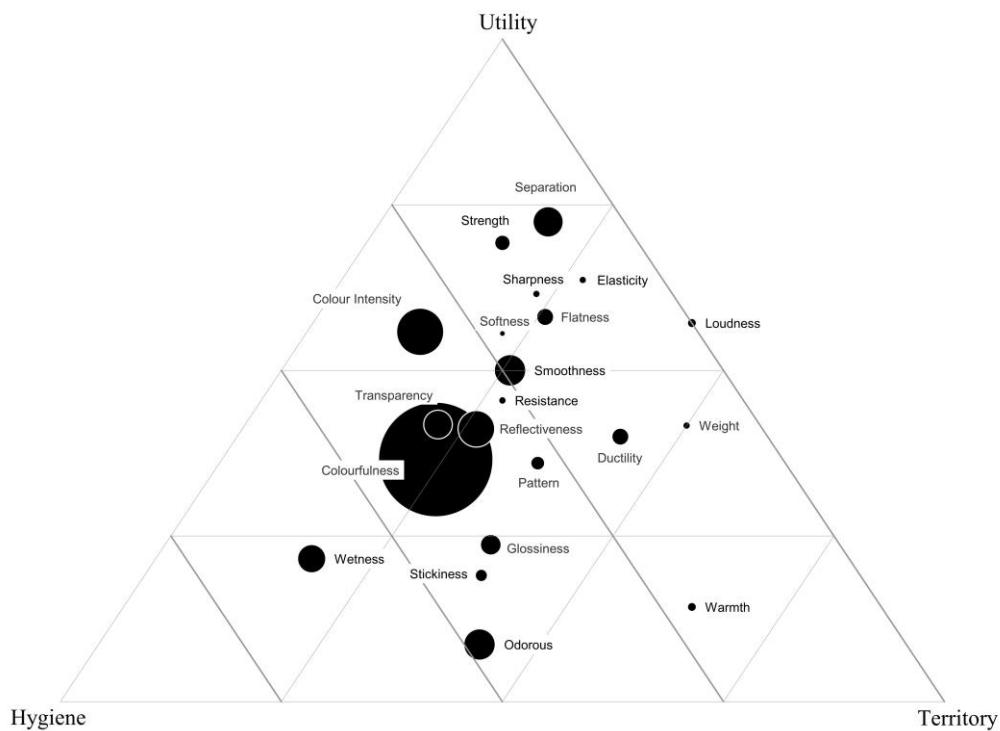 Utility
Separation
Strength
Sharpness
Elasticity
Colour Intensity
Softness
Flatness
Loudness
Smoothness
Transparency
Resistance
Reflectiveness
Weight
Ductility
Colourfulness
Pattern
Glossiness
Wetness
Stickiness
Warmth
Odorous
Hygiene
Territory